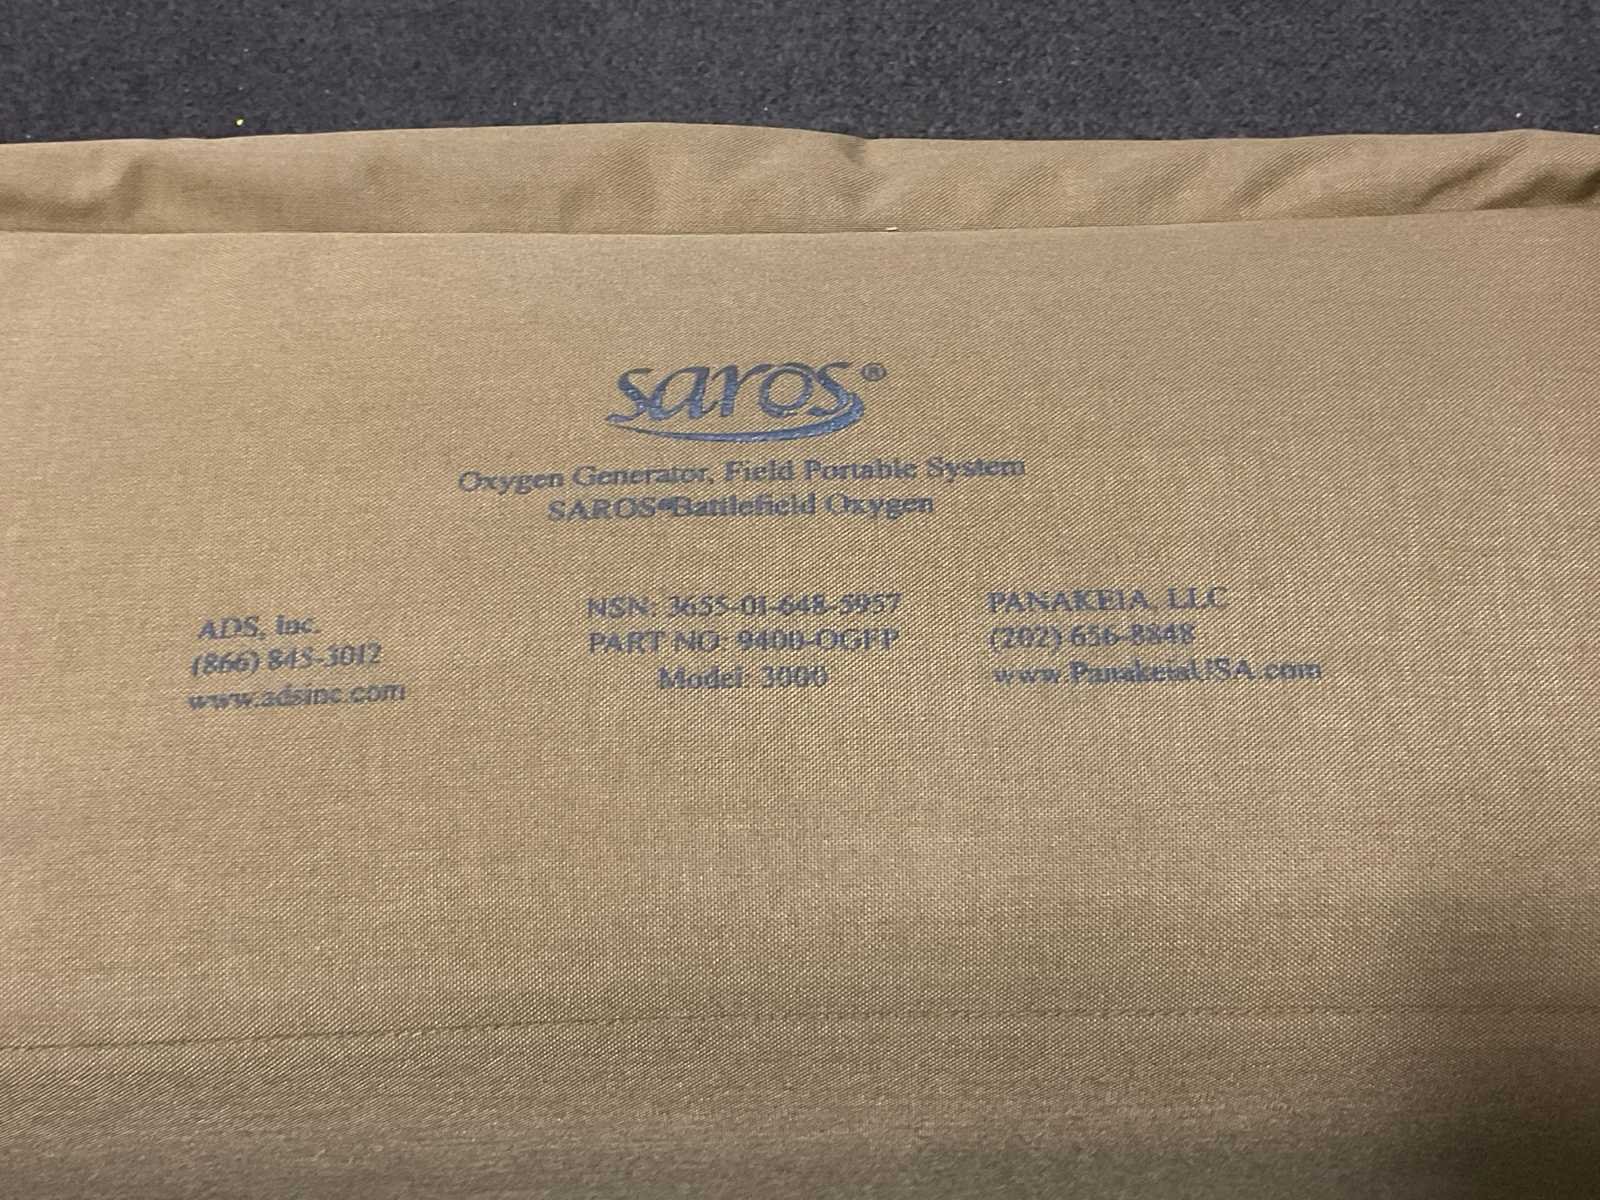 saros®
Oxygen Generator, Field Portable System
SAROS® Battlefield Oxygen
ADS, Inc.
(866) 845-3012
www.adsinc.com
NSN: 3655-01-648-5957
PART NO: 9400-OGFP
Model: 3000
PANAKEIA, LLC
(202) 656-8848
www.PanakeiaUSA.com